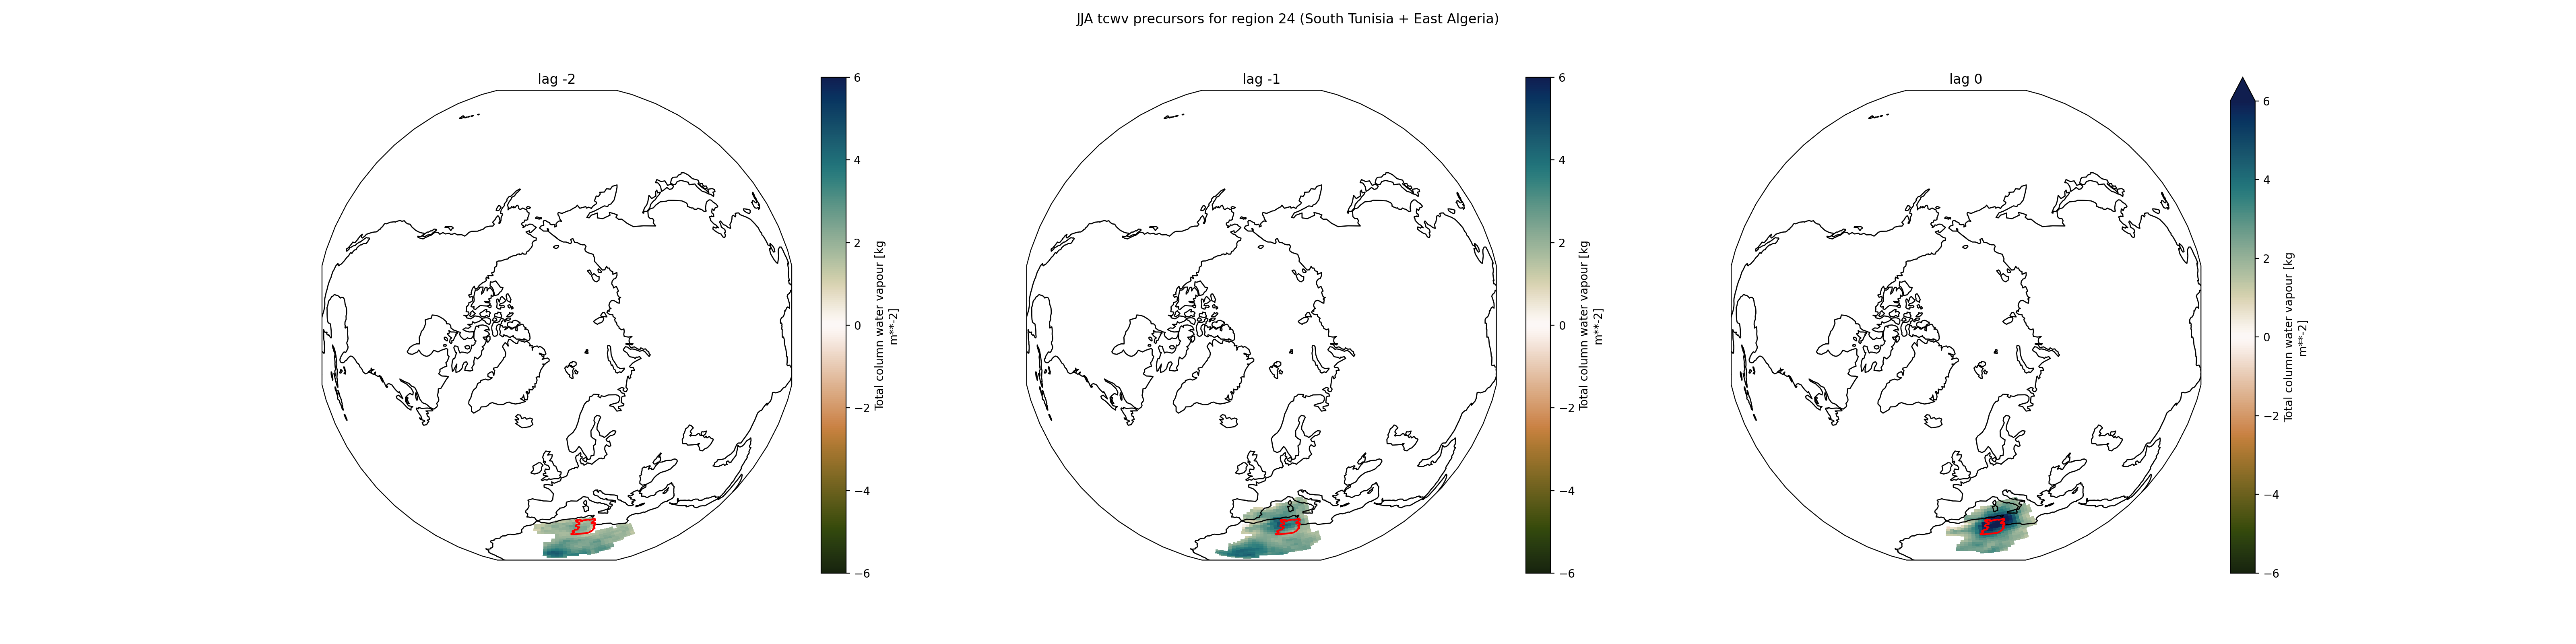 JJA tcwv precursors for region 24 (South Tunisia + East Algeria)
lag -2
6
4
2
0
−2
−4
−6
Total column water vapour [kg
m**-2]
lag -1
6
4
2
0
−2
−4
−6
Total column water vapour [kg
m**-2]
lag 0
6
4
2
0
−2
−4
−6
Total column water vapour [kg
m**-2]